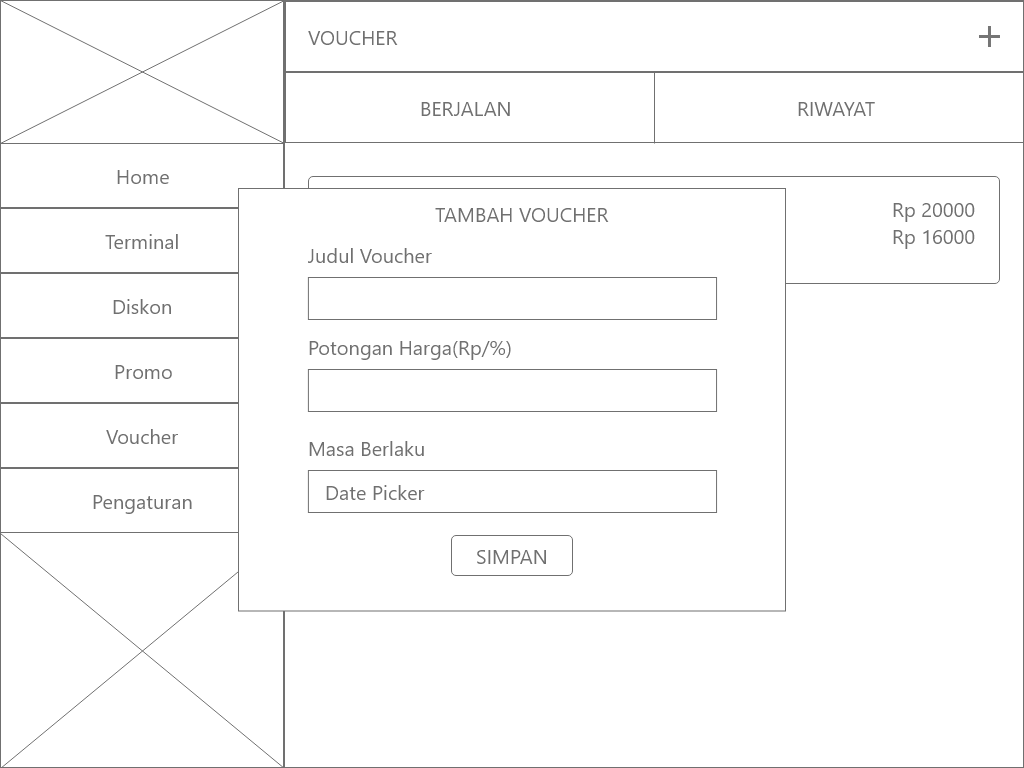 VOUCHER
BERJALAN
RIWAYAT
Home
Terminal
Diskon
Promo
Voucher
Pengaturan
Rp 20000
Rp 16000
TAMBAH VOUCHER
Judul Voucher
Potongan Harga(Rp/%)
Masa Berlaku
Date Picker
SIMPAN